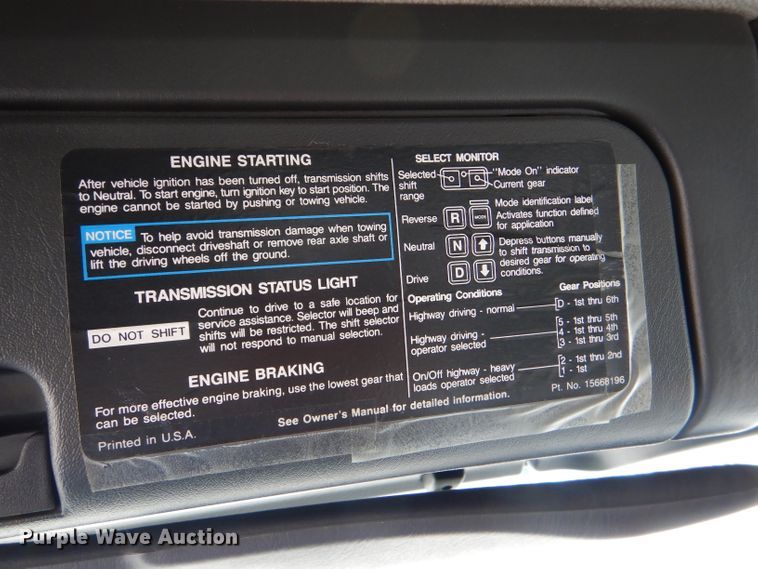 ENGINE STARTING
After vehicle ignition has been turned off, transmission shifts
to Neutral. To start engine, turn ignition key to start position. The
engine cannot be started by pushing or towing vehicle.
NOTICE To help avoid transmission damage when towing
vehicle, disconnect driveshaft or remove rear axle shaft or
lift the driving wheels off the ground.
TRANSMISSION STATUS LIGHT
DO NOT SHIFT
Continue to drive to a safe location for
service assistance. Selector will beep and
shifts will be restricted. The shift selector
will not respond to manual selection.
ENGINE BRAKING
For more effective engine braking, use the lowest gear that
can be selected.
Printed in U.S.A.
See Owner's Manual for detailed information.
SELECT MONITOR
Selected
shift
range
"Mode On" indicator
Current gear
Mode identification label
Reverse R MODE Activates function defined
for application
Neutral N Depress buttons manually
to shift transmission to
desired gear for operating
Drive D conditions.
Operating Conditions Gear Positions
Highway driving - normal D - 1st thru 6th
Highway driving -
operator selected
5 - 1st thru 5th
4 - 1st thru 4th
3 - 1st thru 3rd
On/Off highway - heavy
loads operator selected
2 - 1st thru 2nd
1 - 1st
Pt. No. 15668196
Purple Wave Auction